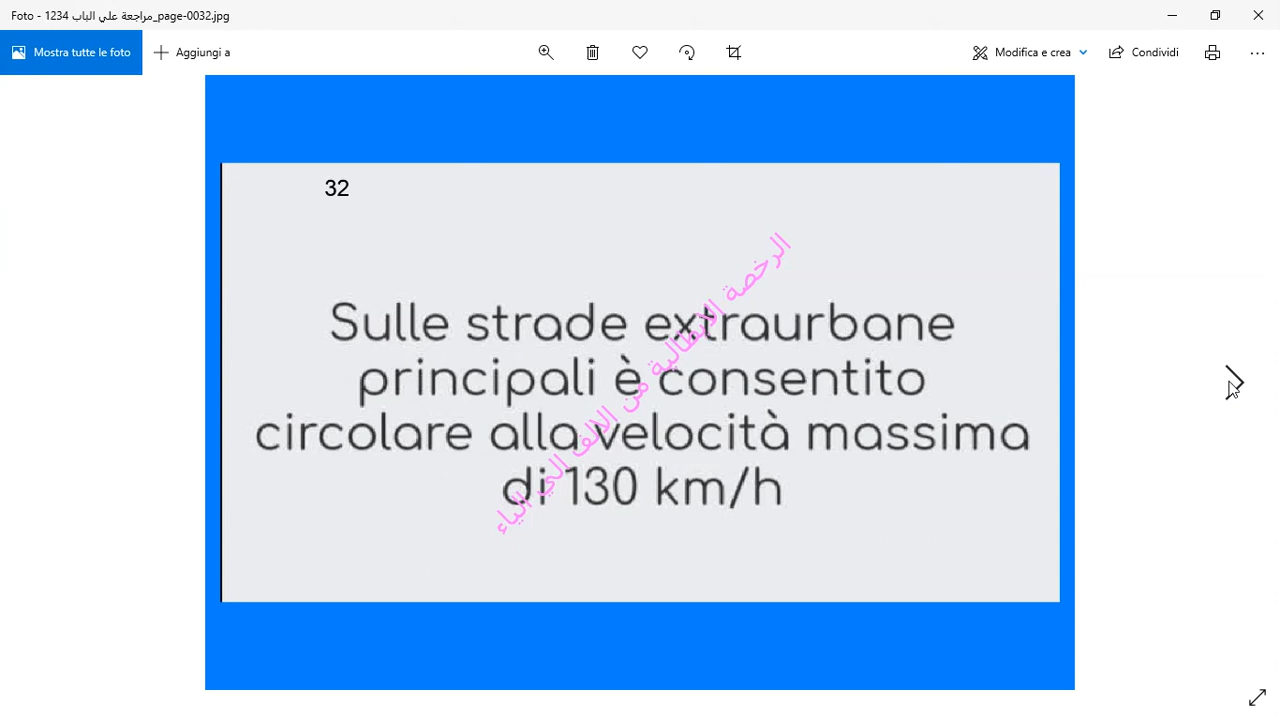 Foto - 1234 مراجعة علي الباب_page-0032.jpg
Mostra tutte le foto
Aggiungi a
Modifica e crea
Condividi
32
Sulle strade extraurbane
principali è consentito
circolare alla velocità massima
di 130 km/h
الرخصة الايطالية من الالف الي الياء